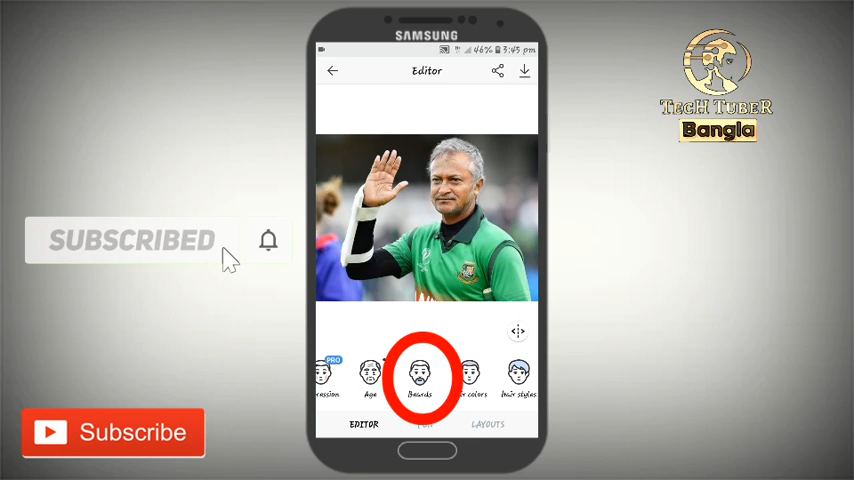 SAMSUNG
46% 3:45 pm
Editor
TECH TUBER
Bangla
SUBSCRIBED
PRO
Age
Beards
hair styles
EDITOR
LAYOUTS
Subscribe